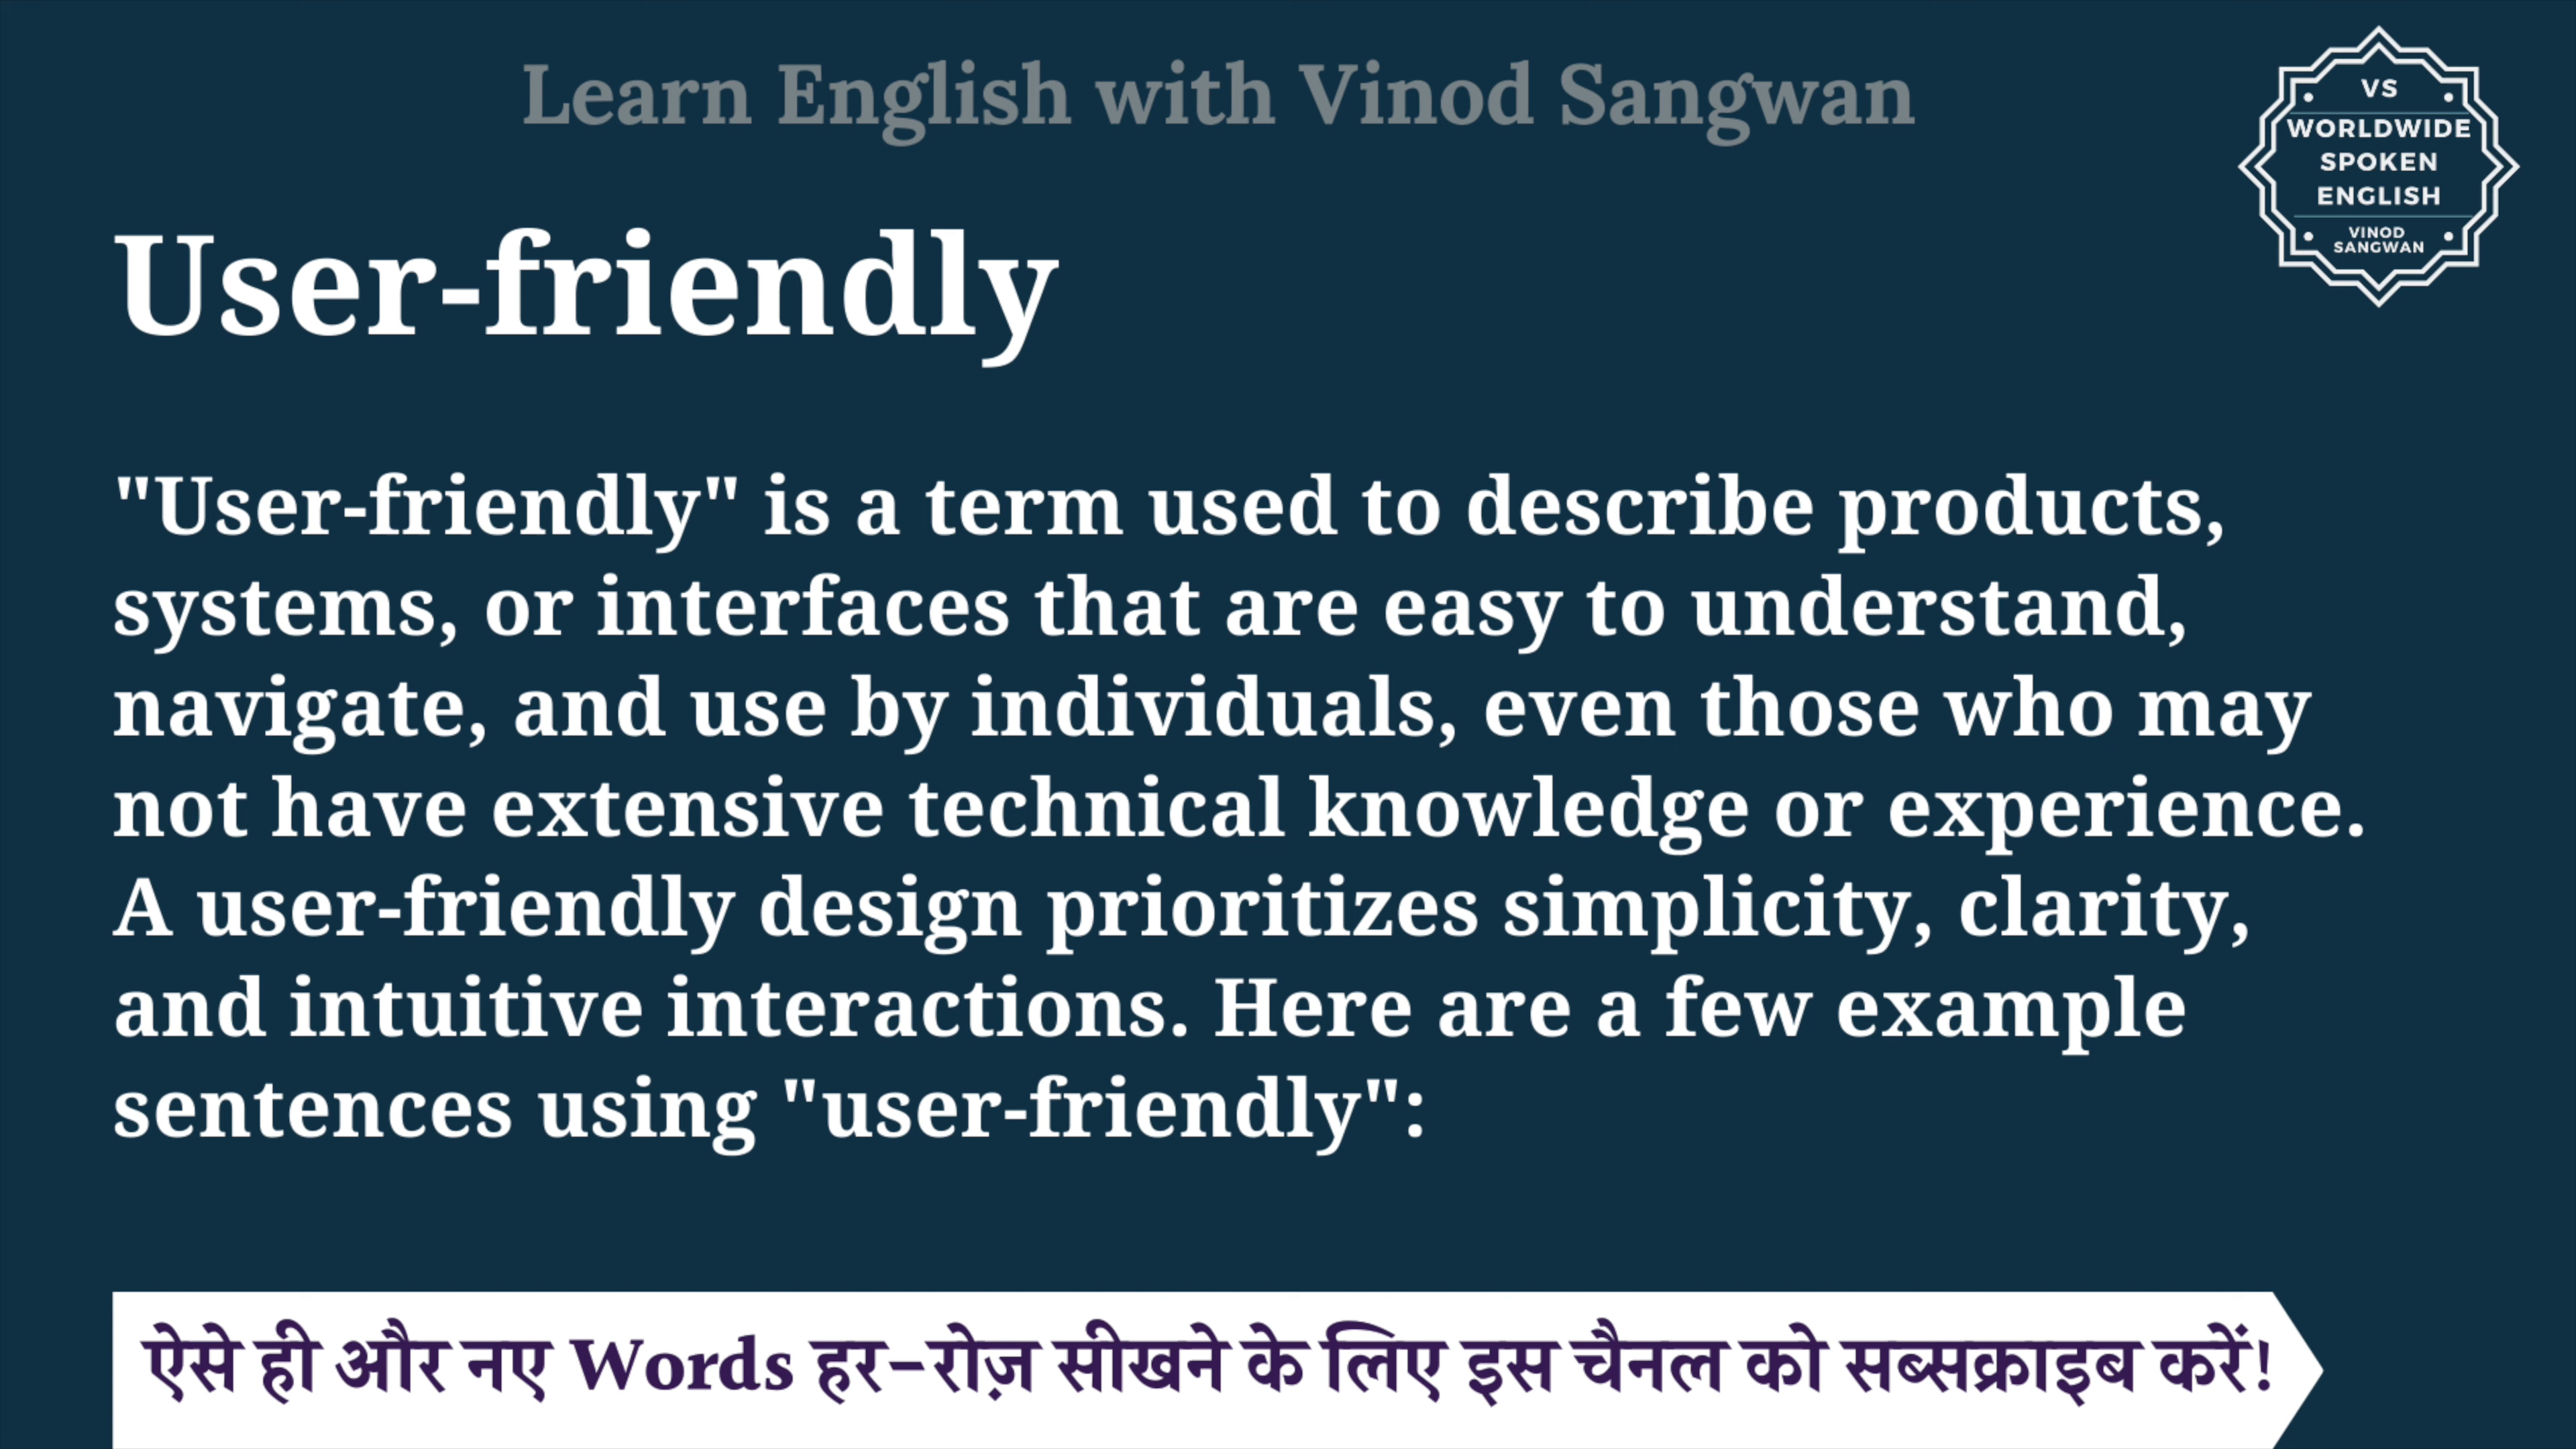 Learn English with Vinod Sangwan
VS
WORLDWIDE
SPOKEN
ENGLISH
VINOD
SANGWAN
User-friendly
"User-friendly" is a term used to describe products,
systems, or interfaces that are easy to understand,
navigate, and use by individuals, even those who may
not have extensive technical knowledge or experience.
A user-friendly design prioritizes simplicity, clarity,
and intuitive interactions. Here are a few example
sentences using "user-friendly":
ऐसे ही और नए Words हर-रोज़ सीखने के लिए इस चैनल को सब्सक्राइब करें!